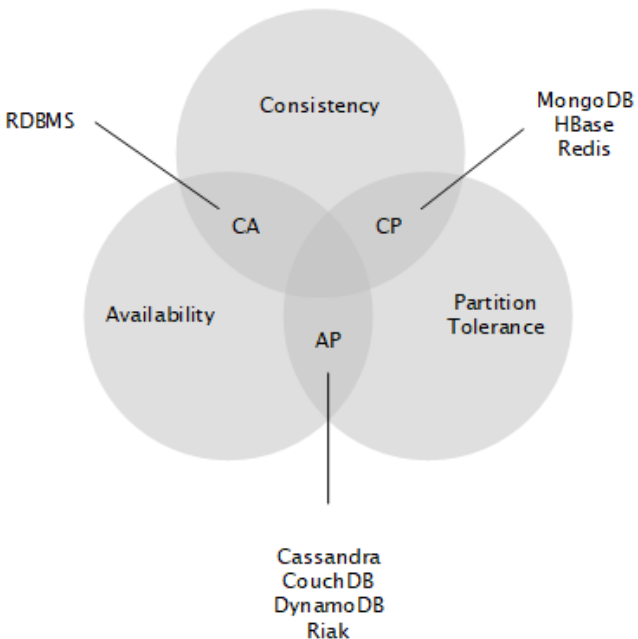 Consistency
RDBMS
MongoDB
HBase
Redis
CA
CP
Availability
Partition
Tolerance
AP
Cassandra
CouchDB
DynamoDB
Riak